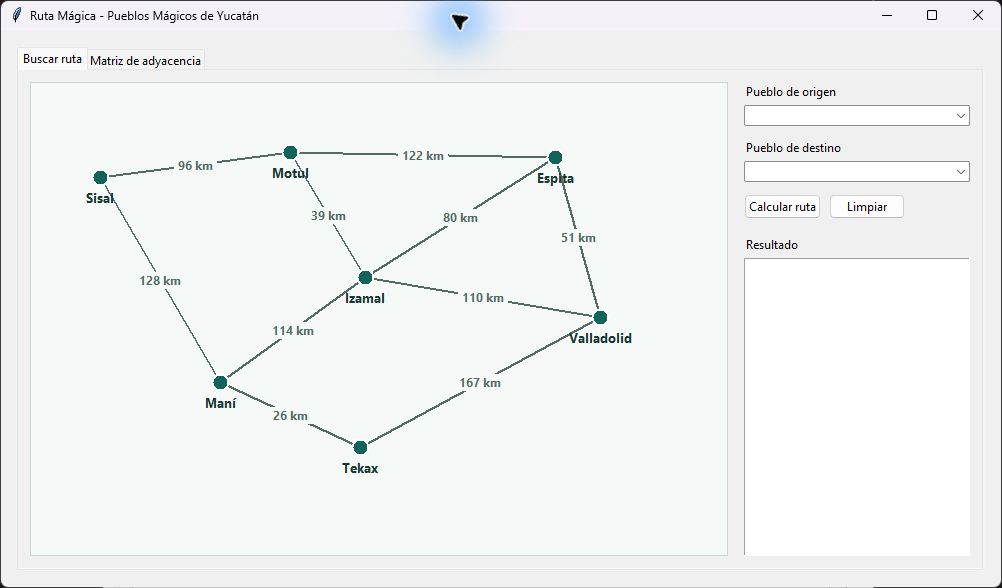 Ruta Mágica - Pueblos Mágicos de Yucatán
Buscar ruta
Matriz de adyacencia
Pueblo de origen
Pueblo de destino
Calcular ruta
Limpiar
Resultado
96 km
Motul
122 km
Espita
Sisal
39 km
80 km
51 km
128 km
Izamal
110 km
114 km
Valladolid
167 km
Maní
26 km
Tekax